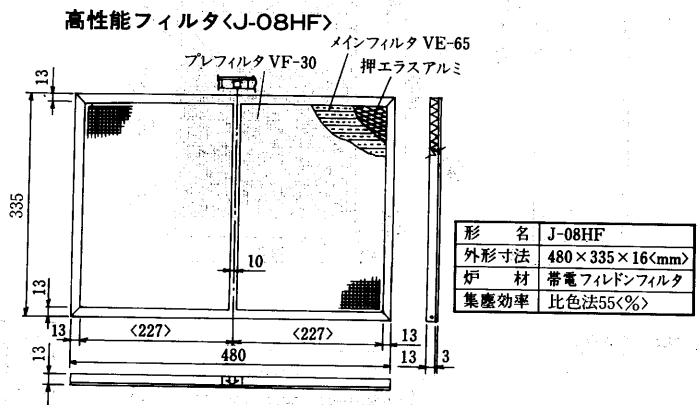 高性能フィルタ<J-08HF>
メインフィルタ VE-65
プレフィルタ VF-30
押エラスアルミ
13
335
10
13
13
<227>
<227>
13
480
13
3
13
形 名 J-08HF
外形寸法 480×335×16<mm>
炉 材 帯電フィレドンフィルタ
集塵効率 比色法55<%>